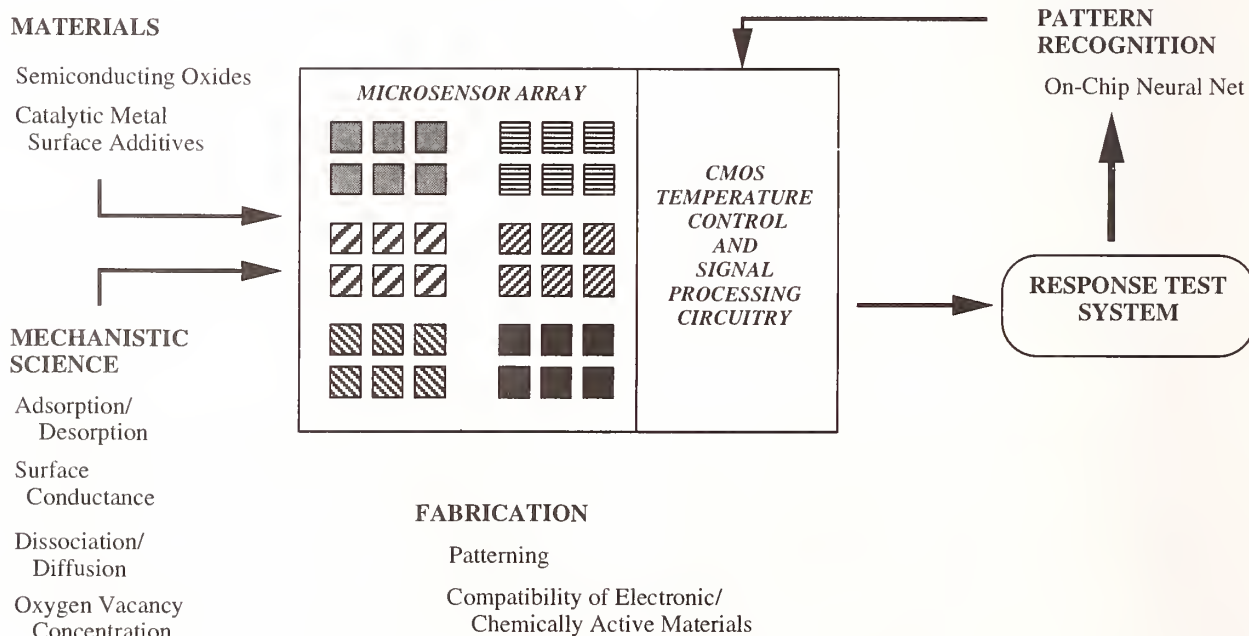 MATERIALS
Semiconducting Oxides
Catalytic Metal
Surface Additives
MECHANISTIC
SCIENCE
Adsorption/
Desorption
Surface
Conductance
Dissociation/
Diffusion
Oxygen Vacancy
Concentration
MICROSENSOR ARRAY
CMOS
TEMPERATURE
CONTROL
AND
SIGNAL
PROCESSING
CIRCUITRY
FABRICATION
Patterning
Compatibility of Electronic/
Chemically Active Materials
PATTERN
RECOGNITION
On-Chip Neural Net
RESPONSE TEST
SYSTEM